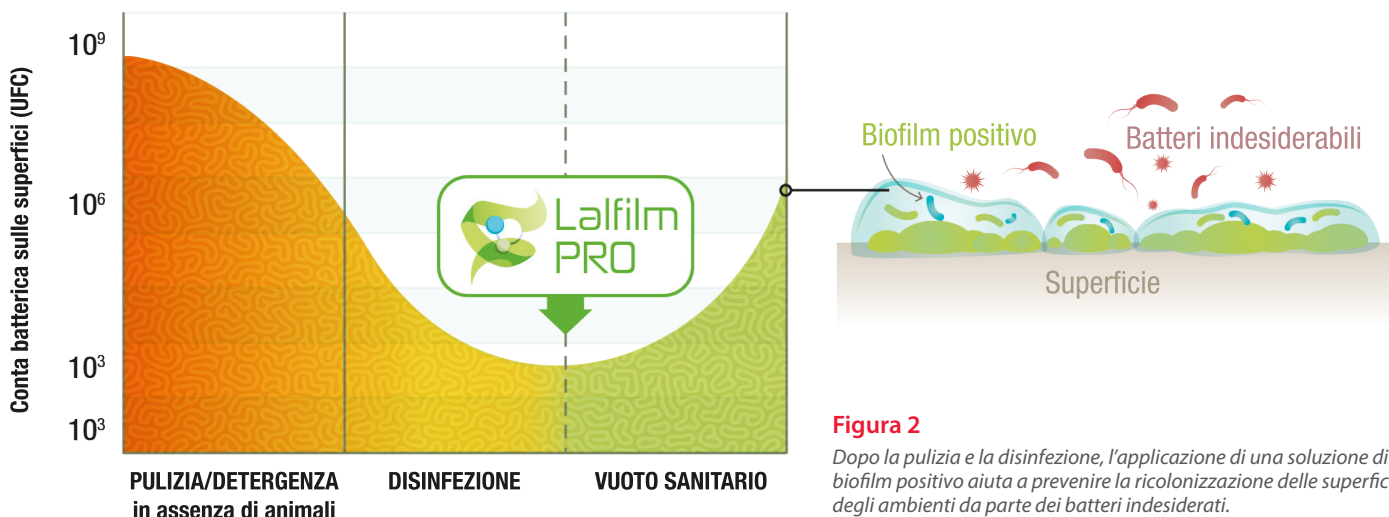 Conta batterica sulle superfici (UFC)
10⁹
10⁶
10³
10³
Lalfilm
PRO
PULIZIA/DETERGENZA
in assenza di animali
DISINFEZIONE
VUOTO SANITARIO
Biofilm positivo
Batteri indesiderabili
Superficie
Figura 2
Dopo la pulizia e la disinfezione, l’applicazione di una soluzione di
biofilm positivo aiuta a prevenire la ricolonizzazione delle superfic
degli ambienti da parte dei batteri indesiderati.